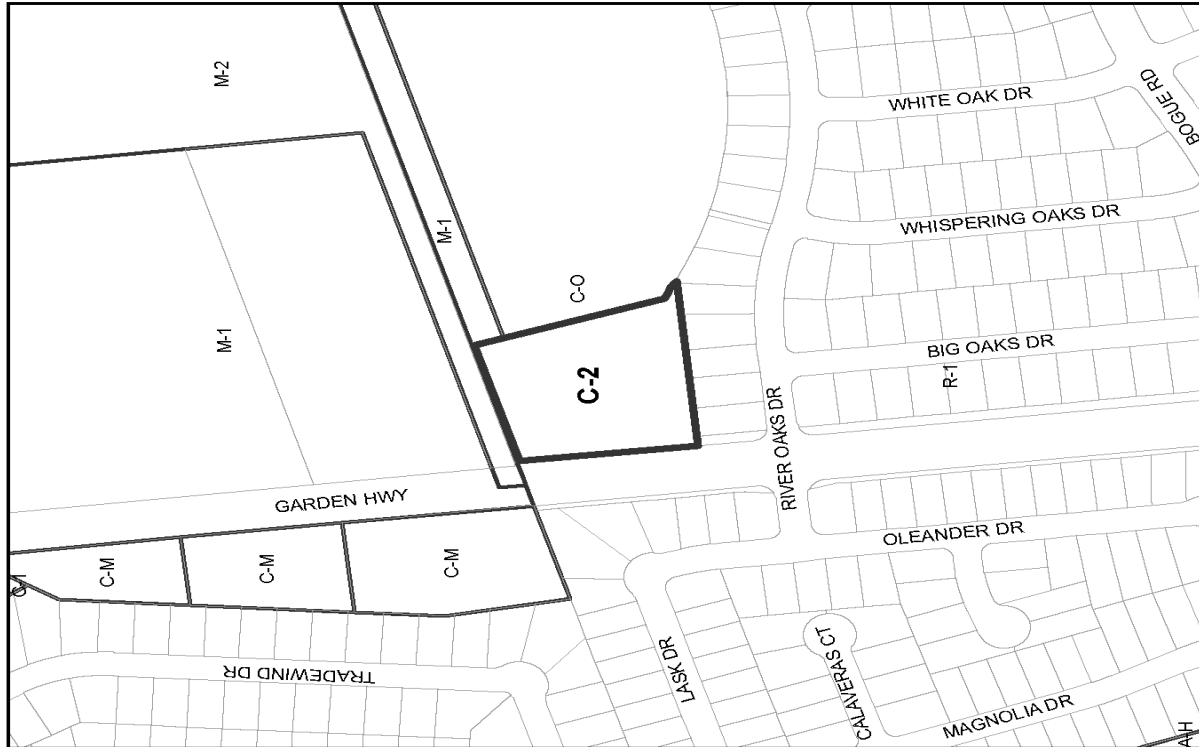 M-2
WHITE OAK DR
BOGUE RD
M-1
M-1
WHISPERING OAKS DR
C-O
C-2
BIG OAKS DR
R-1
RIVER OAKS DR
GARDEN HWY
C-M
C-M
C-M
OLEANDER DR
LASK DR
CALAVERAS CT
TRADEWIND DR
MAGNOLIA DR